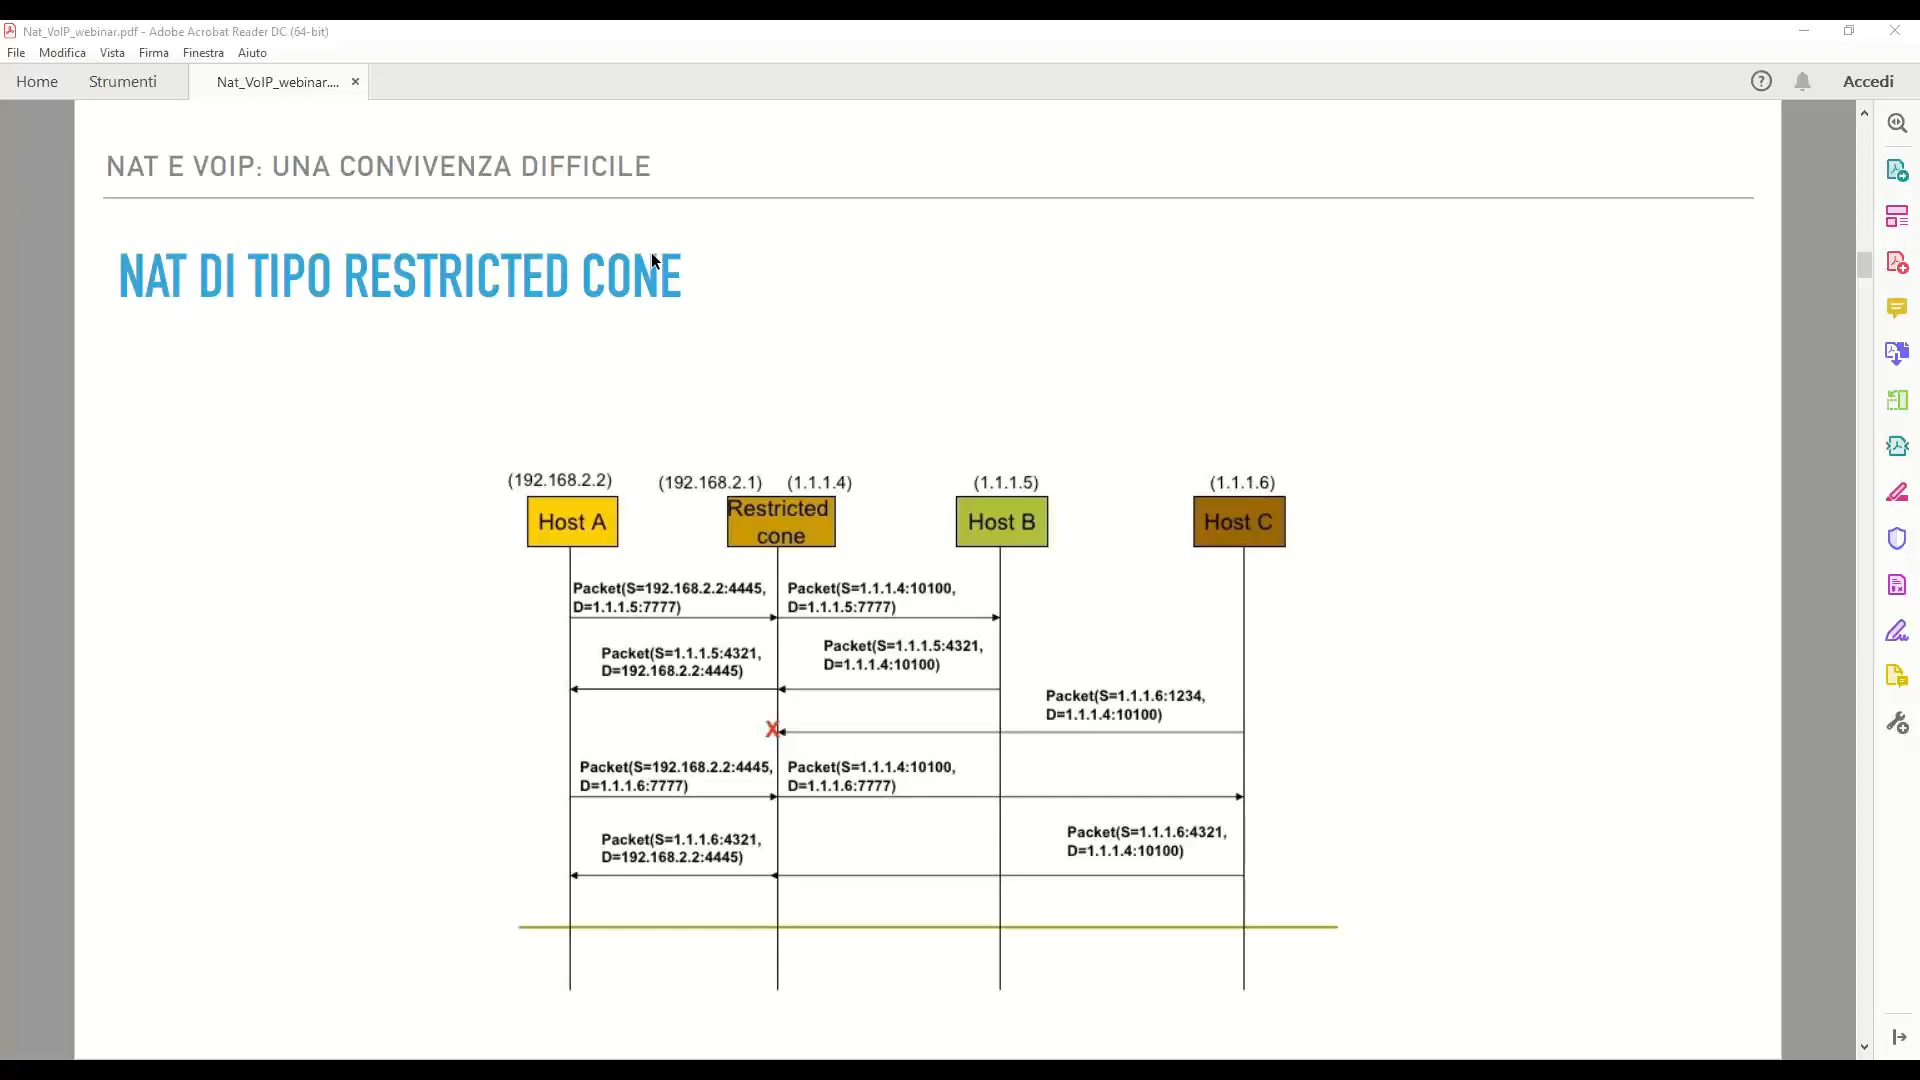 Nat_VoIP_webinar.pdf - Adobe Acrobat Reader DC (64-bit)
File Modifica Vista Firma Finestra Aiuto
Home Strumenti Nat_VoIP_webinar.... × Accedi
NAT E VOIP: UNA CONVIVENZA DIFFICILE
NAT DI TIPO RESTRICTED CONE
(192.168.2.2) (192.168.2.1) (1.1.1.4) (1.1.1.5) (1.1.1.6)
Host A
Restricted
cone
Host B
Host C
Packet(S=192.168.2.2:4445,
D=1.1.1.5:7777)
Packet(S=1.1.1.4:10100,
D=1.1.1.5:7777)
Packet(S=1.1.1.5:4321,
D=192.168.2.2:4445)
Packet(S=1.1.1.5:4321,
D=1.1.1.4:10100)
Packet(S=1.1.1.6:1234,
D=1.1.1.4:10100)
X
Packet(S=192.168.2.2:4445,
D=1.1.1.6:7777)
Packet(S=1.1.1.4:10100,
D=1.1.1.6:7777)
Packet(S=1.1.1.6:4321,
D=192.168.2.2:4445)
Packet(S=1.1.1.6:4321,
D=1.1.1.4:10100)